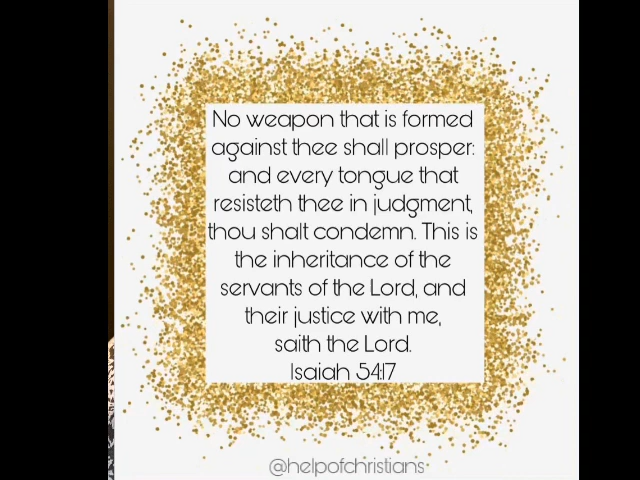 No weapon that is formed
against thee shall prosper:
and every tongue that
resisteth thee in judgment,
thou shalt condemn. This is
the inheritance of the
servants of the Lord, and
their justice with me,
saith the Lord.
Isaiah 54:17
@helpofchristians